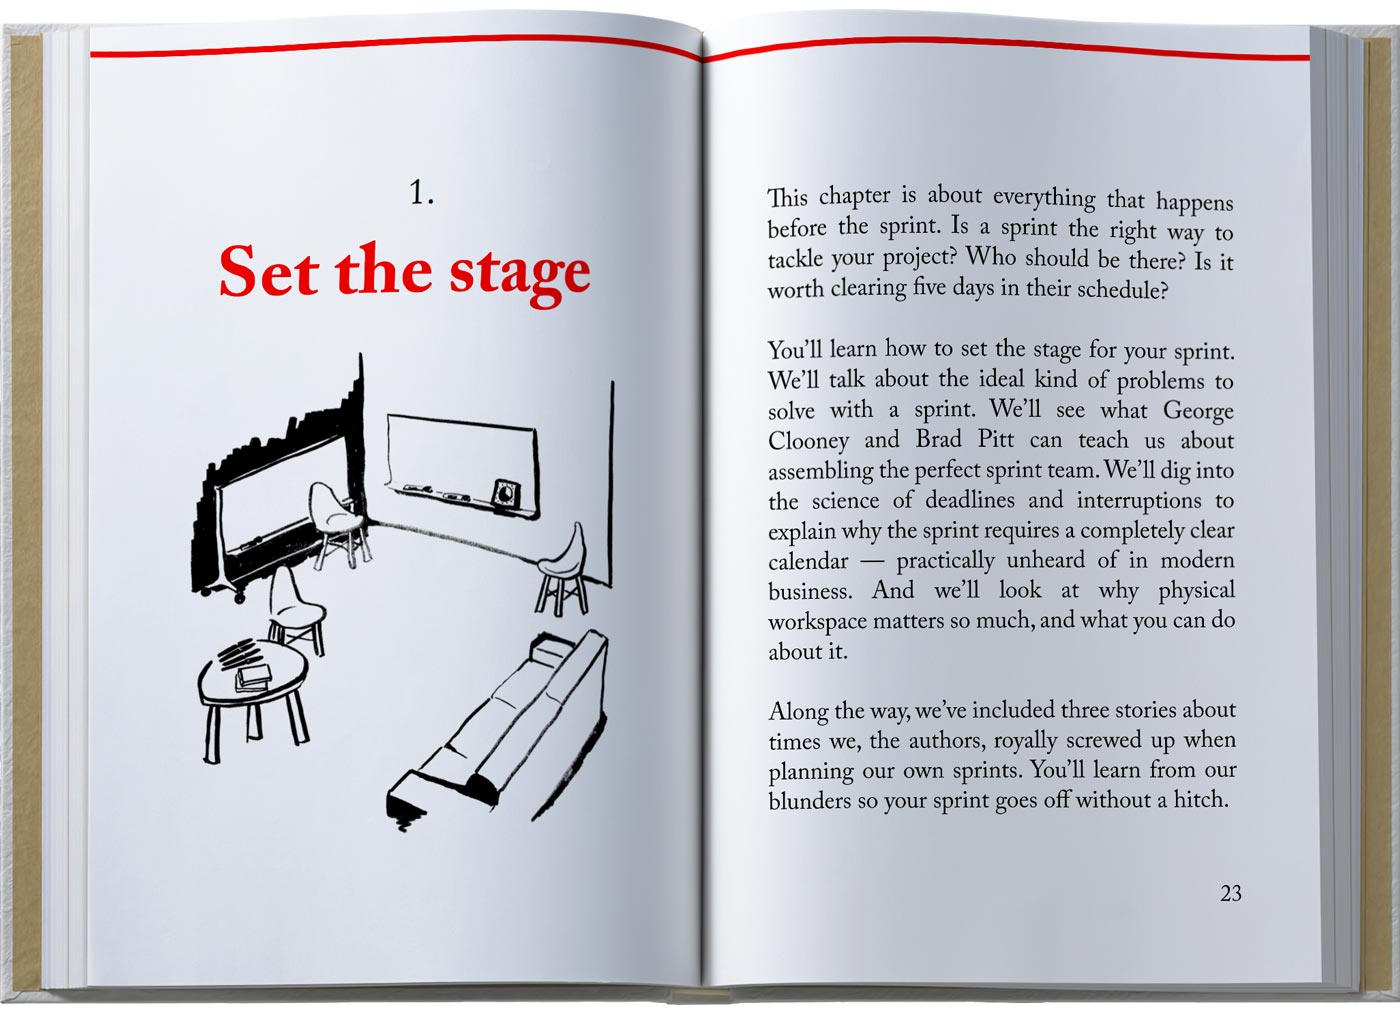 1.
Set the stage
This chapter is about everything that happens
before the sprint. Is a sprint the right way to
tackle your project? Who should be there? Is it
worth clearing five days in their schedule?
You’ll learn how to set the stage for your sprint.
We’ll talk about the ideal kind of problems to
solve with a sprint. We’ll see what George
Clooney and Brad Pitt can teach us about
assembling the perfect sprint team. We’ll dig into
the science of deadlines and interruptions to
explain why the sprint requires a completely clear
calendar — practically unheard of in modern
business. And we’ll look at why physical
workspace matters so much, and what you can do
about it.
Along the way, we’ve included three stories about
times we, the authors, royally screwed up when
planning our own sprints. You’ll learn from our
blunders so your sprint goes off without a hitch.
23